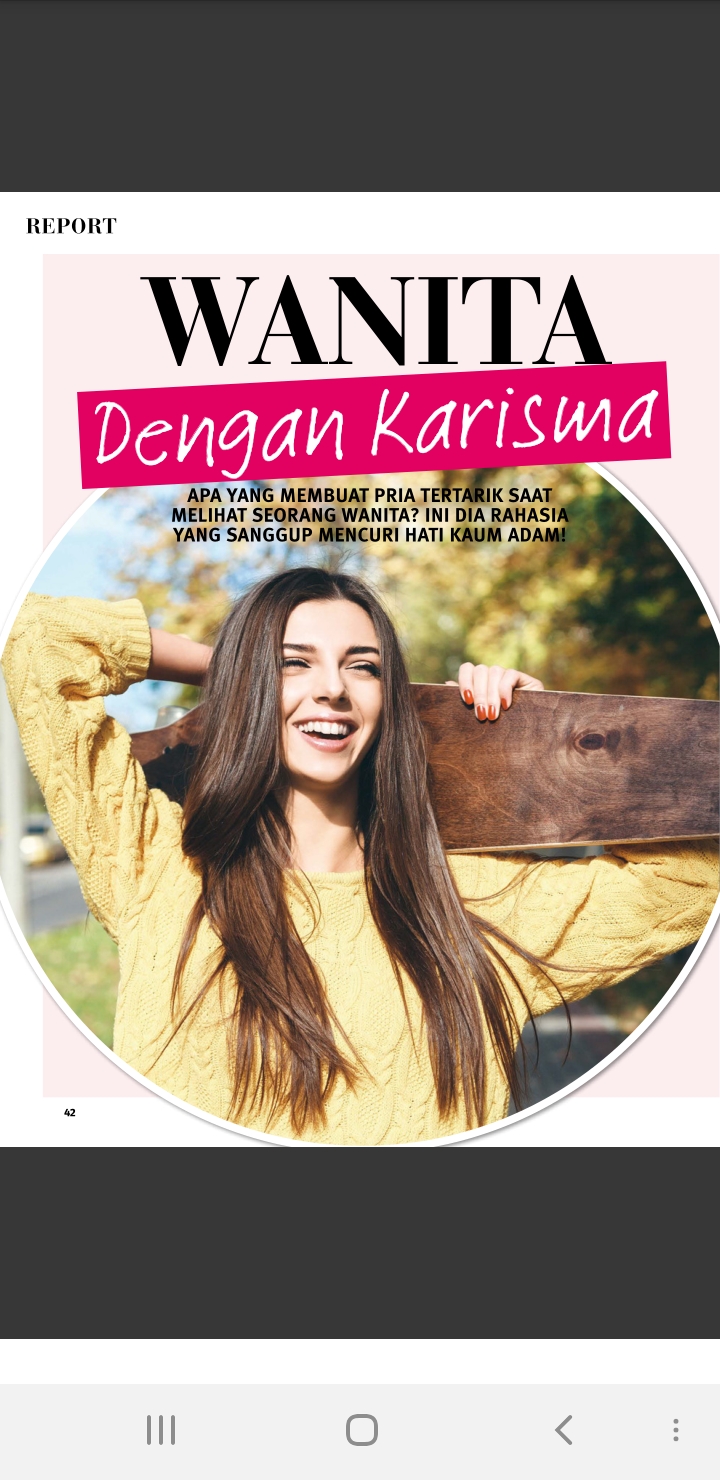 REPORT
WANITA
Dengan Karisma
APA YANG MEMBUAT PRIA TERTARIK SAAT
MELIHAT SEORANG WANITA? INI DIA RAHASIA
YANG SANGGUP MENCURI HATI KAUM ADAM!
42